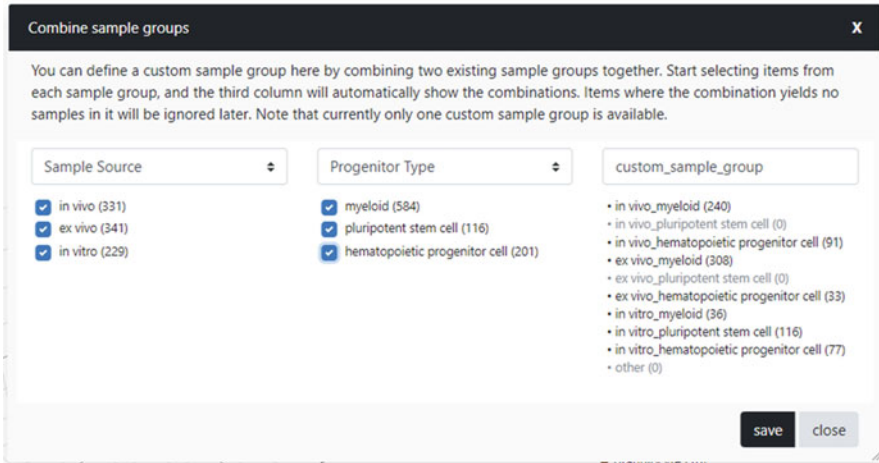 Combine sample groups
X
You can define a custom sample group here by combining two existing sample groups together. Start selecting items from
each sample group, and the third column will automatically show the combinations. Items where the combination yields no
samples in it will be ignored later. Note that currently only one custom sample group is available.
Sample Source
in vivo (331)
ex vivo (341)
in vitro (229)
Progenitor Type
myeloid (584)
pluripotent stem cell (116)
hematopoietic progenitor cell (201)
custom_sample_group
• in vivo_myeloid (240)
• in vivo_pluripotent stem cell (0)
• in vivo_hematopoietic progenitor cell (91)
• ex vivo_myeloid (308)
• ex vivo_pluripotent stem cell (0)
• ex vivo_hematopoietic progenitor cell (33)
• in vitro_myeloid (36)
• in vitro_pluripotent stem cell (116)
• in vitro_hematopoietic progenitor cell (77)
• other (0)
save
close